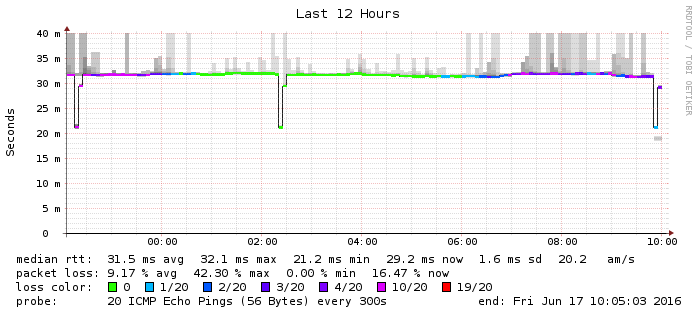 Last 12 Hours
RRDTOOL / TOBI OETIKER
Seconds
40 m
35 m
30 m
25 m
20 m
15 m
10 m
5 m
0
00:00 02:00 04:00 06:00 08:00 10:00
median rtt: 31.5 ms avg 32.1 ms max 21.2 ms min 29.2 ms now 1.6 ms sd 20.2 am/s
packet loss: 9.17 % avg 42.30 % max 0.00 % min 16.47 % now
loss color: 0 1/20 2/20 3/20 4/20 10/20 19/20
probe: 20 ICMP Echo Pings (56 Bytes) every 300s end: Fri Jun 17 10:05:03 2016